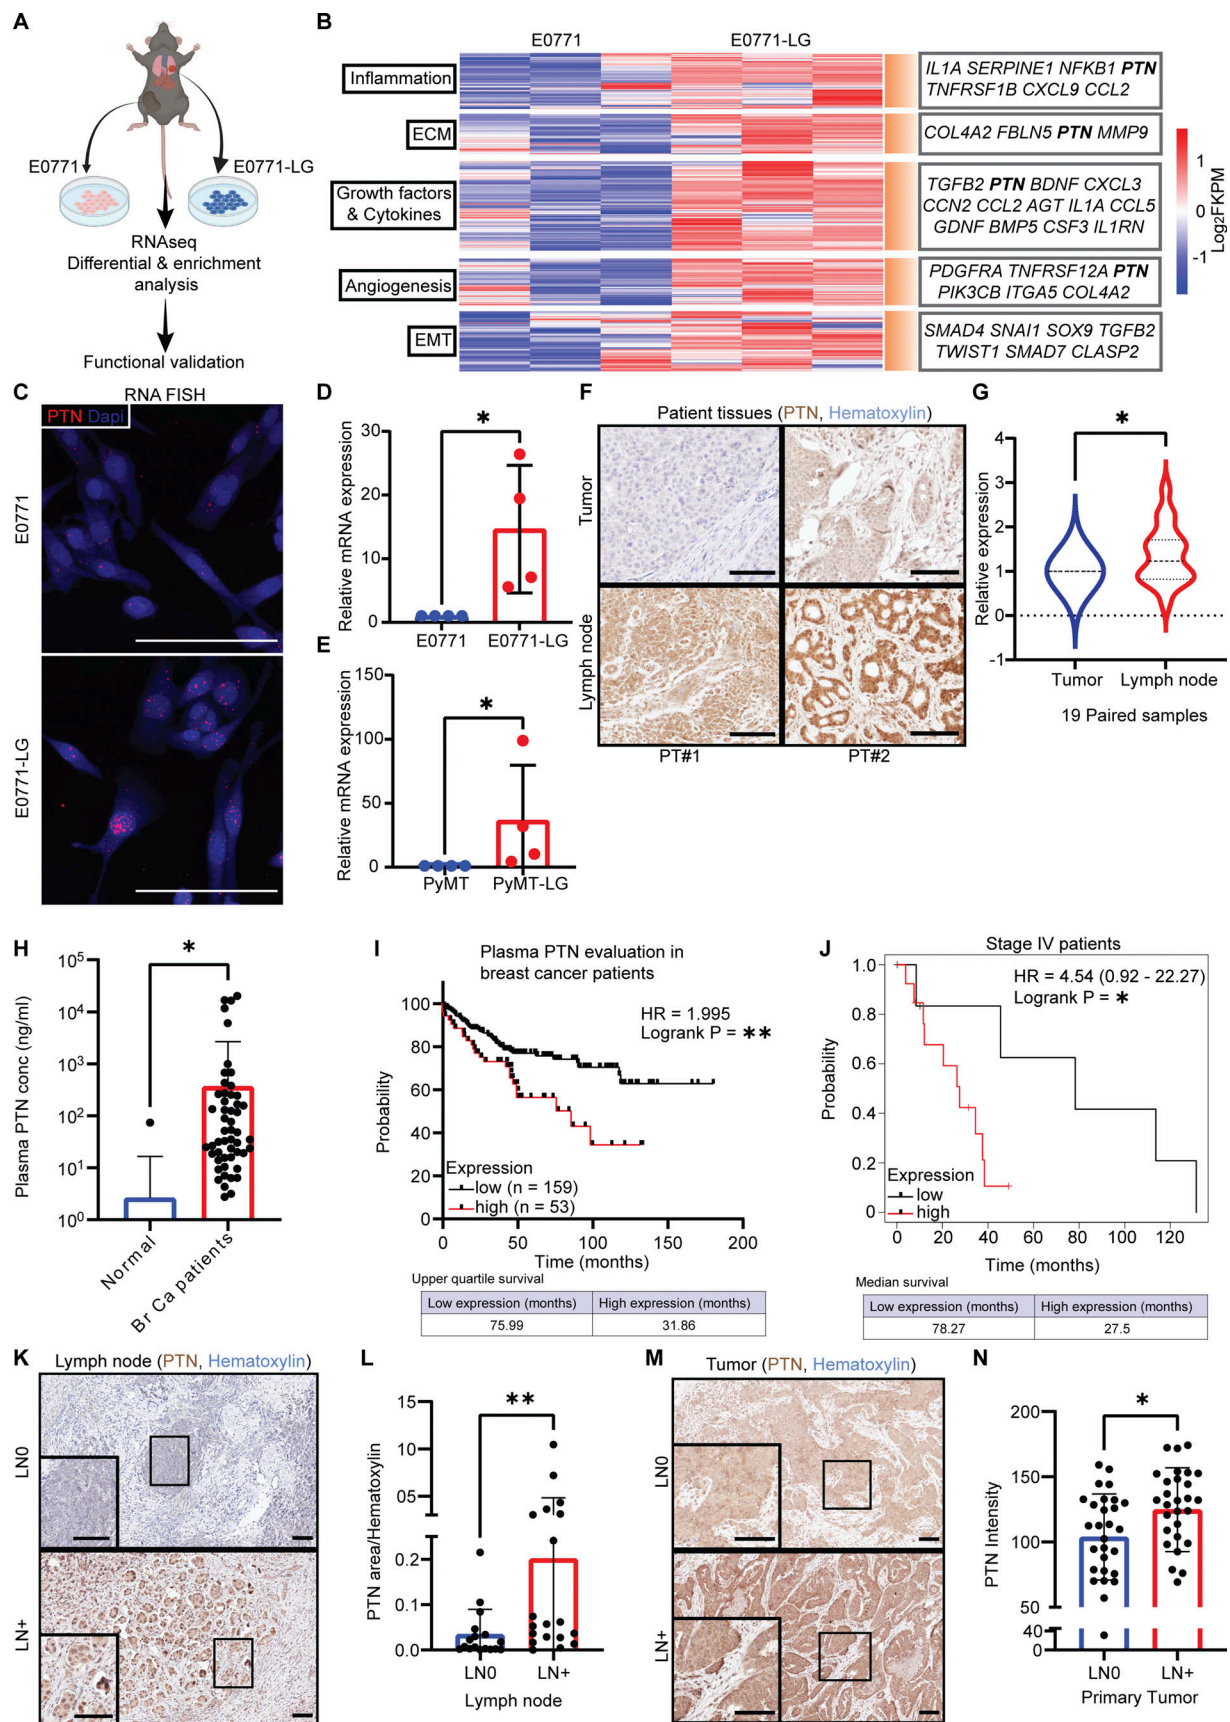 A
E0771
E0771-LG
RNAseq
Differential & enrichment
analysis
Functional validation
B
E0771
E0771-LG
Inflammation
IL1A SERPINE1 NFKB1 PTN
TNFRSF1B CXCL9 CCL2
ECM
COL4A2 FBLN5 PTN MMP9
Growth factors
& Cytokines
TGFB2 PTN BDNF CXCL3
CCN2 CCL2 AGT IL1A CCL5
GDNF BMP5 CSF3 IL1RN
Angiogenesis
PDGFRA TNFRSF12A PTN
PIK3CB ITGA5 COL4A2
EMT
SMAD4 SNAI1 SOX9 TGFB2
TWIST1 SMAD7 CLASP2
1
0
-1
Log2FKPM
C
RNA FISH
PTN Dapi
E0771
E0771-LG
D
*
30
20
10
0
Relative mRNA expression
E0771
E0771-LG
E
*
150
100
50
0
Relative mRNA expression
PyMT
PyMT-LG
F
Patient tissues (PTN, Hematoxylin)
Tumor
Lymph node
PT#1
PT#2
G
*
4
3
2
1
0
-1
Relative expression
Tumor
Lymph node
19 Paired samples
H
*
10^5
10^4
10^3
10^2
10^1
10^0
Plasma PTN conc (ng/ml)
Normal
Br Ca patients
I
Plasma PTN evaluation in
breast cancer patients
HR = 1.995
Logrank P = **
100
80
60
40
20
0
Probability
Expression
low (n = 159)
high (n = 53)
0
50
100
150
200
Time (months)
Upper quartile survival
Low expression (months)
High expression (months)
75.99
31.86
J
Stage IV patients
HR = 4.54 (0.92 - 22.27)
Logrank P = *
1.0
0.8
0.6
0.4
0.2
0
Probability
Expression
low
high
0
20
40
60
80
100
120
Time (months)
Median survival
Low expression (months)
High expression (months)
78.27
27.5
K
Lymph node (PTN, Hematoxylin)
LN0
LN+
L
**
15
10
05
0.2
0.1
0.0
PTN area/Hematoxylin
LN0
LN+
Lymph node
M
Tumor (PTN, Hematoxylin)
LN0
LN+
N
*
200
150
100
50
40
0
PTN Intensity
LN0
LN+
Primary Tumor